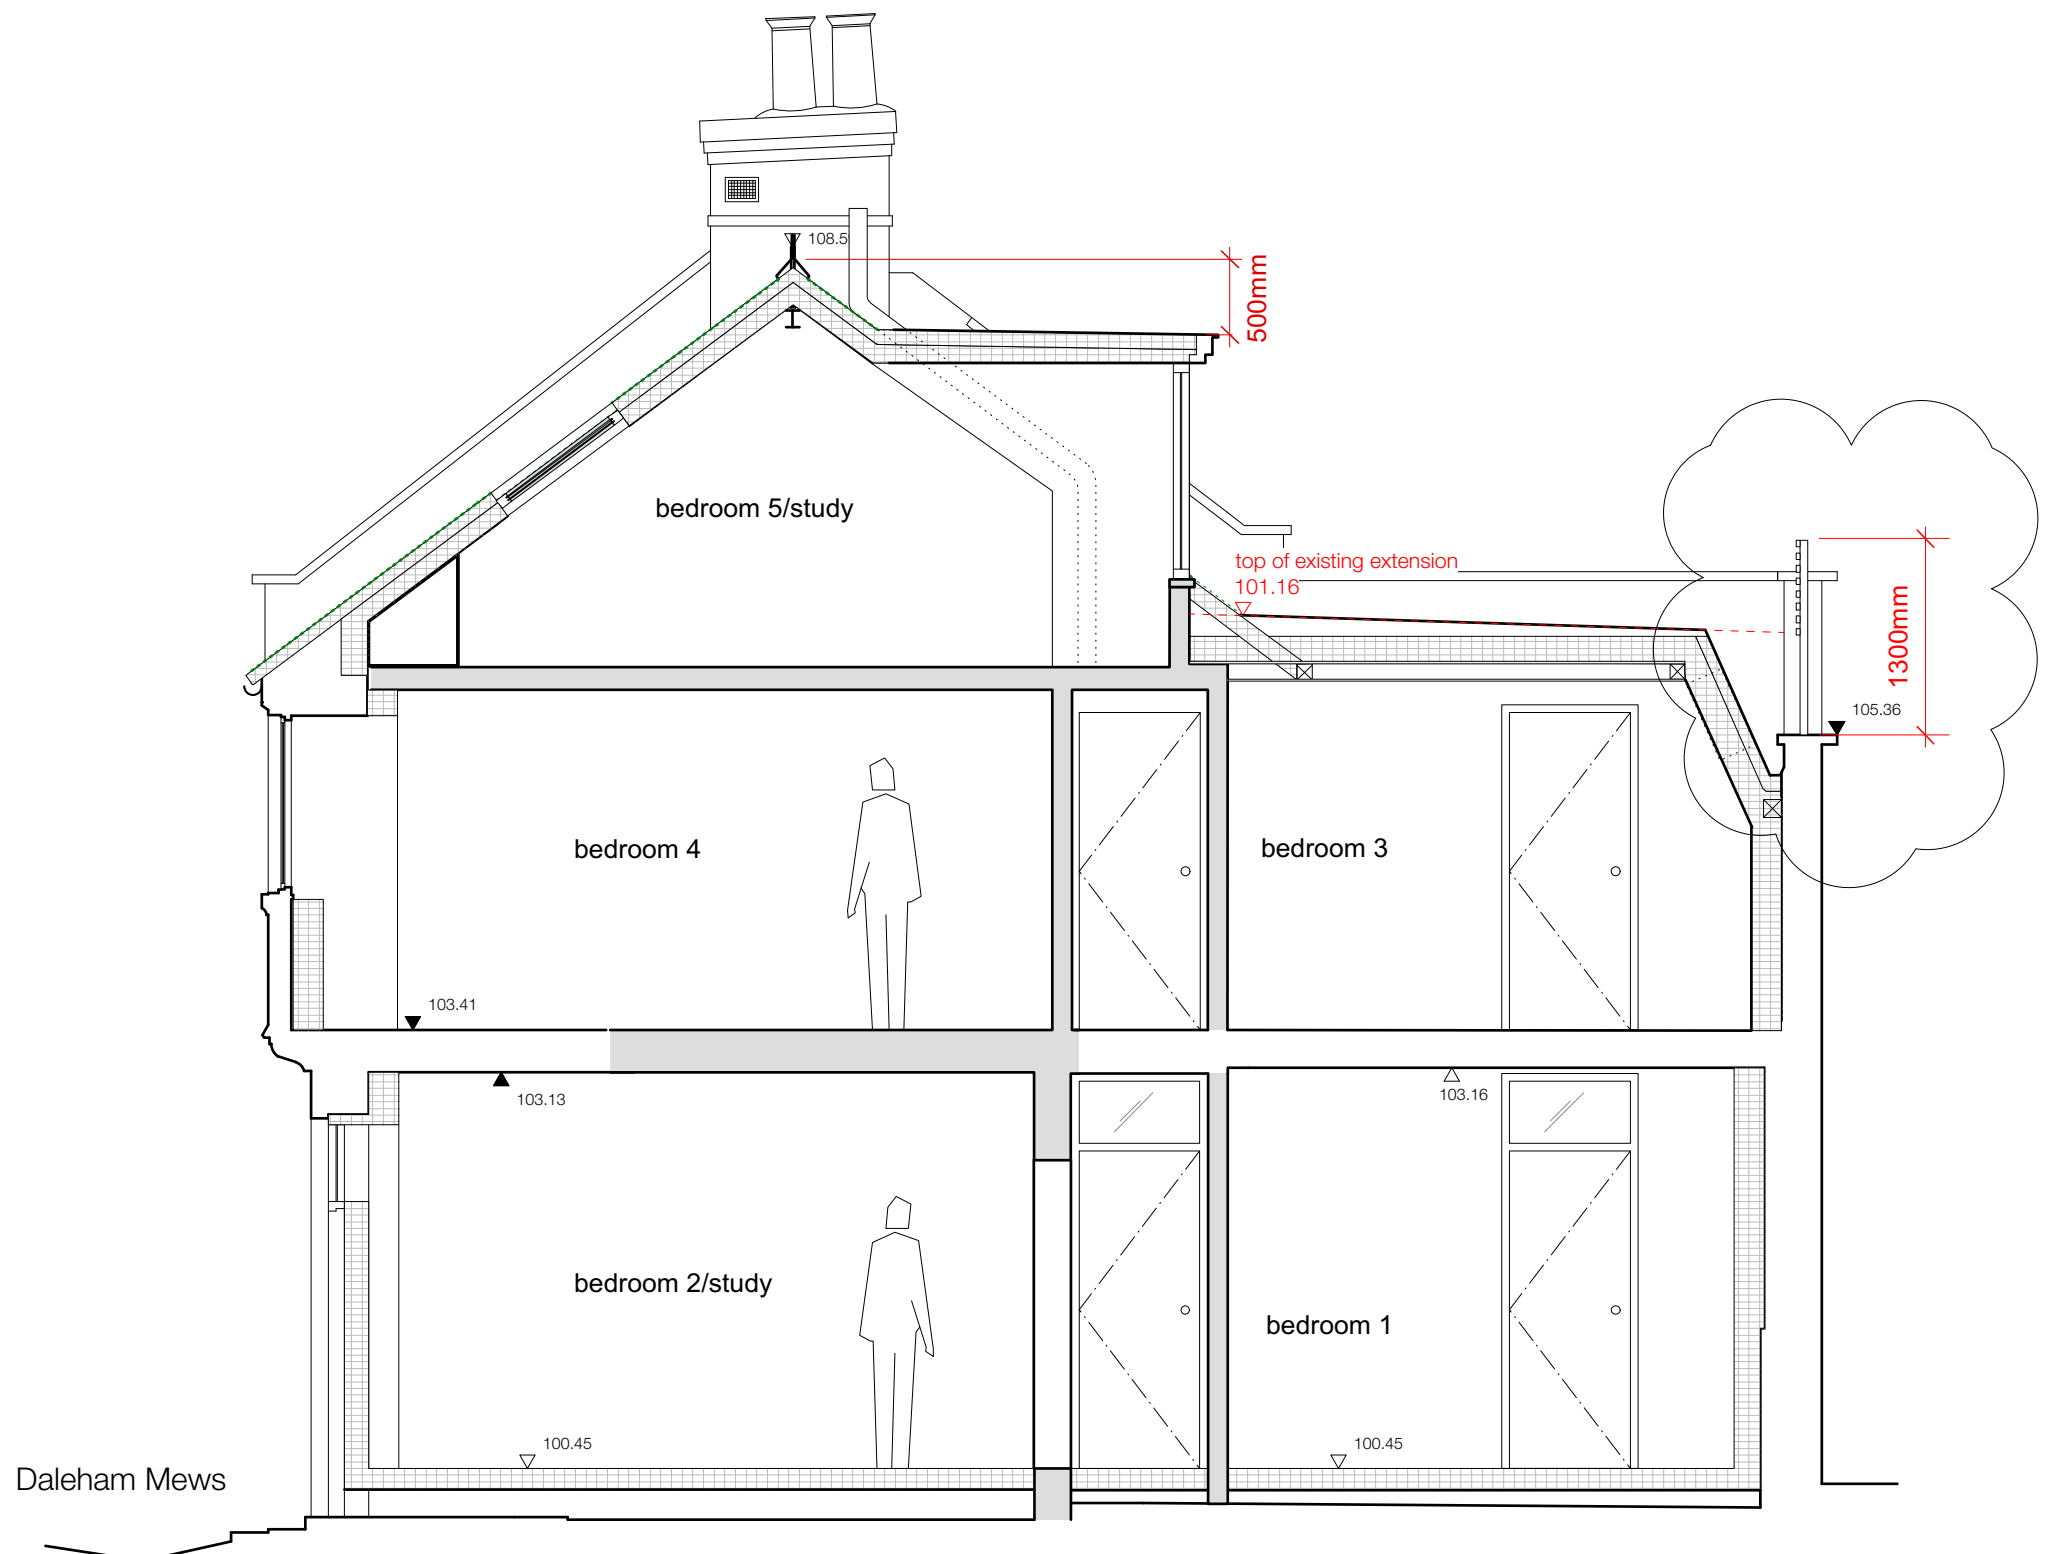 108.5
500mm
bedroom 5/study
top of existing extension
101.16
1300mm
105.36
bedroom 4
bedroom 3
103.41
103.13
103.16
bedroom 2/study
bedroom 1
100.45
100.45
Daleham Mews